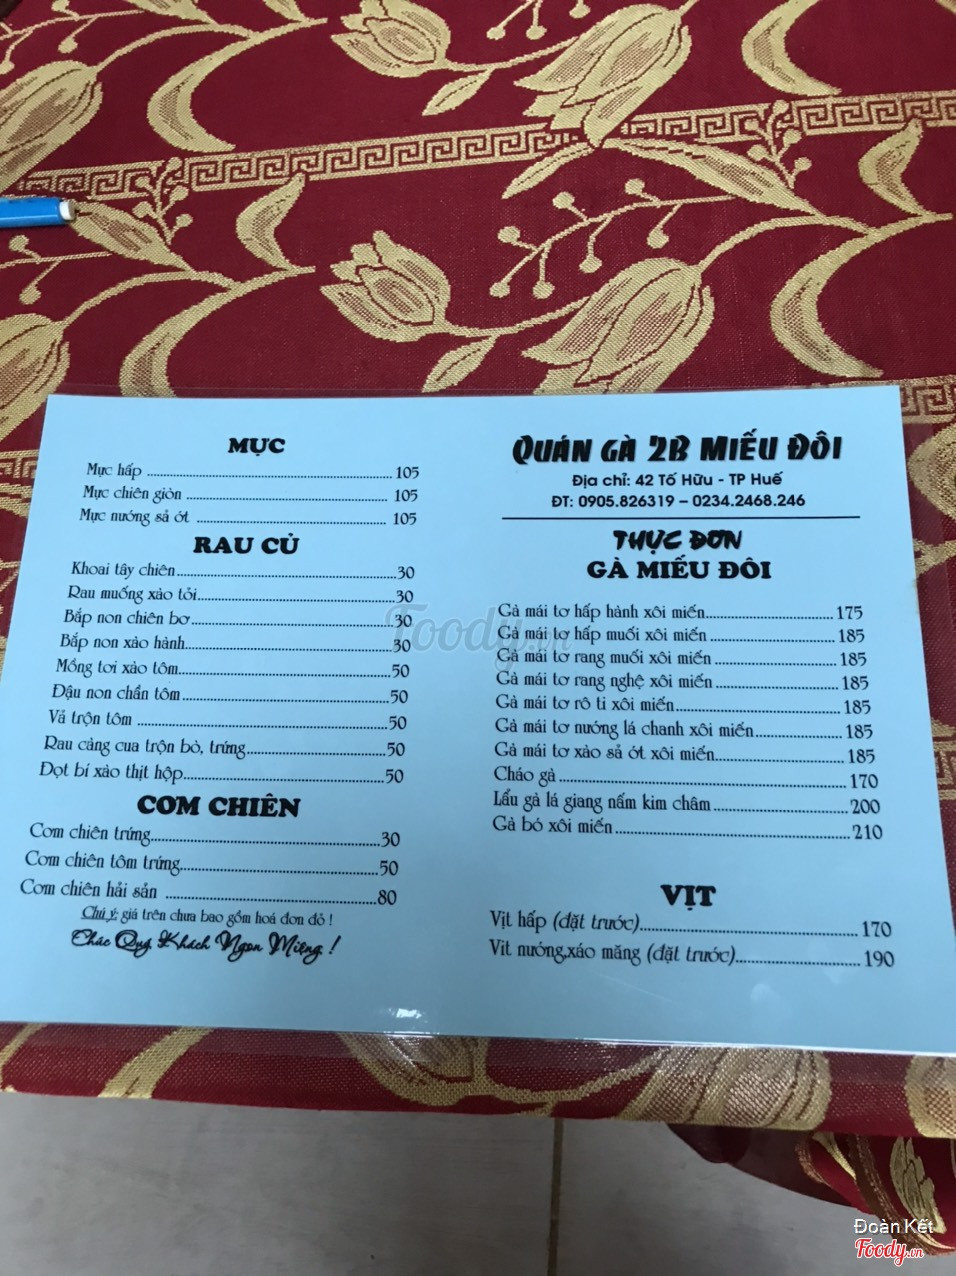 MỰC
Mực hấp 105
Mực chiên giòn 105
Mực nướng sả ớt 105
RAU CỦ
Khoai tây chiên 30
Rau muống xào tỏi 30
Bắp non chiên bơ 30
Bắp non xào hành 30
Mồng tơi xào tôm 50
Đậu non chần tôm 50
Vả trộn tôm 50
Rau càng cua trộn bò, trứng 50
Đọt bí xào thịt hộp 50
CƠM CHIÊN
Cơm chiên trứng 30
Cơm chiên tôm trứng 50
Cơm chiên hải sản 80
Chú ý: giá trên chưa bao gồm hoá đơn đỏ !
Chúc Quý Khách Ngon Miệng !
QUÁN GÀ 2B MIẾU ĐÔI
Địa chỉ: 42 Tố Hữu - TP Huế
ĐT: 0905.826319 – 0234.2468.246
THỰC ĐƠN
GÀ MIẾU ĐÔI
Gà mái tơ hấp hành xôi miến 175
Gà mái tơ hấp muối xôi miến 185
Gà mái tơ rang muối xôi miến 185
Gà mái tơ rang nghệ xôi miến 185
Gà mái tơ rô ti xôi miến 185
Gà mái tơ nướng lá chanh xôi miến 185
Gà mái tơ xào sả ớt xôi miến 185
Cháo gà 170
Lẩu gà lá giang nấm kim châm 200
Gà bó xôi miến 210
VỊT
Vịt hấp (đặt trước) 170
Vit nướng,xáo măng (đặt trước) 190
Foody.vn
Đoàn Kết
Foody.vn